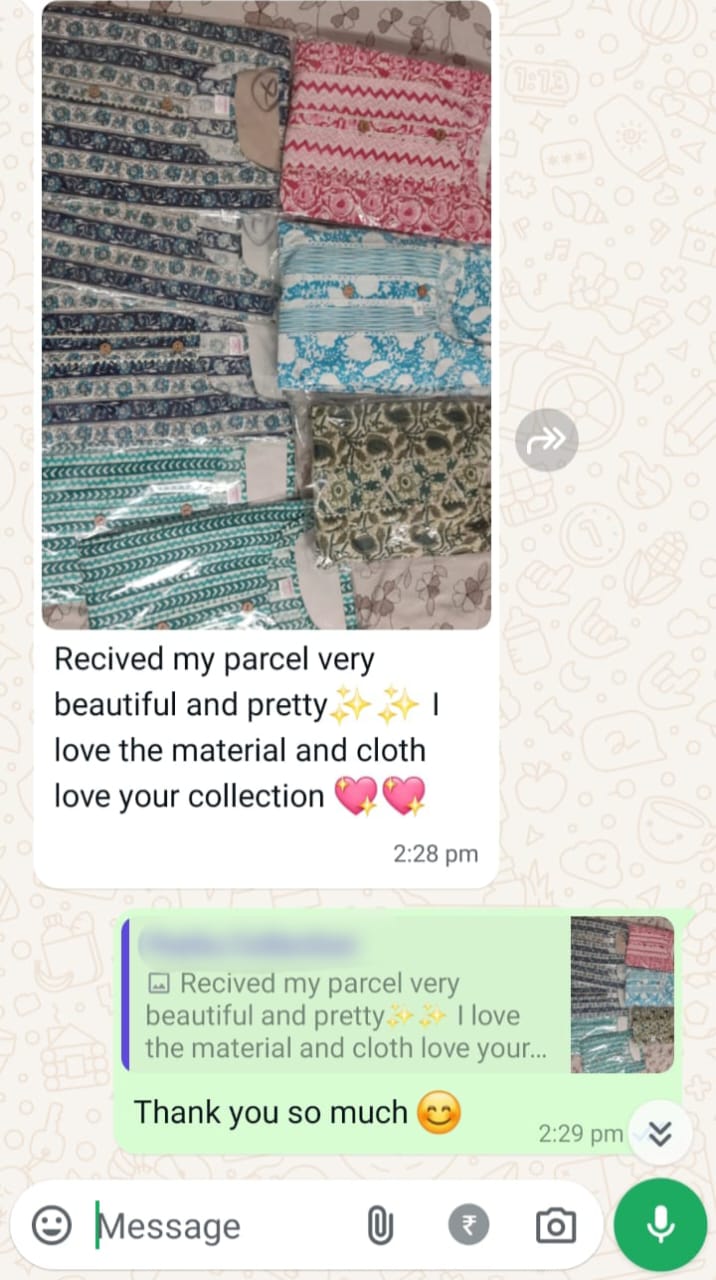 Recived my parcel very
beautiful and pretty✨✨ I
love the material and cloth
love your collection 💖💖
2:28 pm
Recived my parcel very
beautiful and pretty✨✨ I love
the material and cloth love your...
Thank you so much 😊
2:29 pm
Message